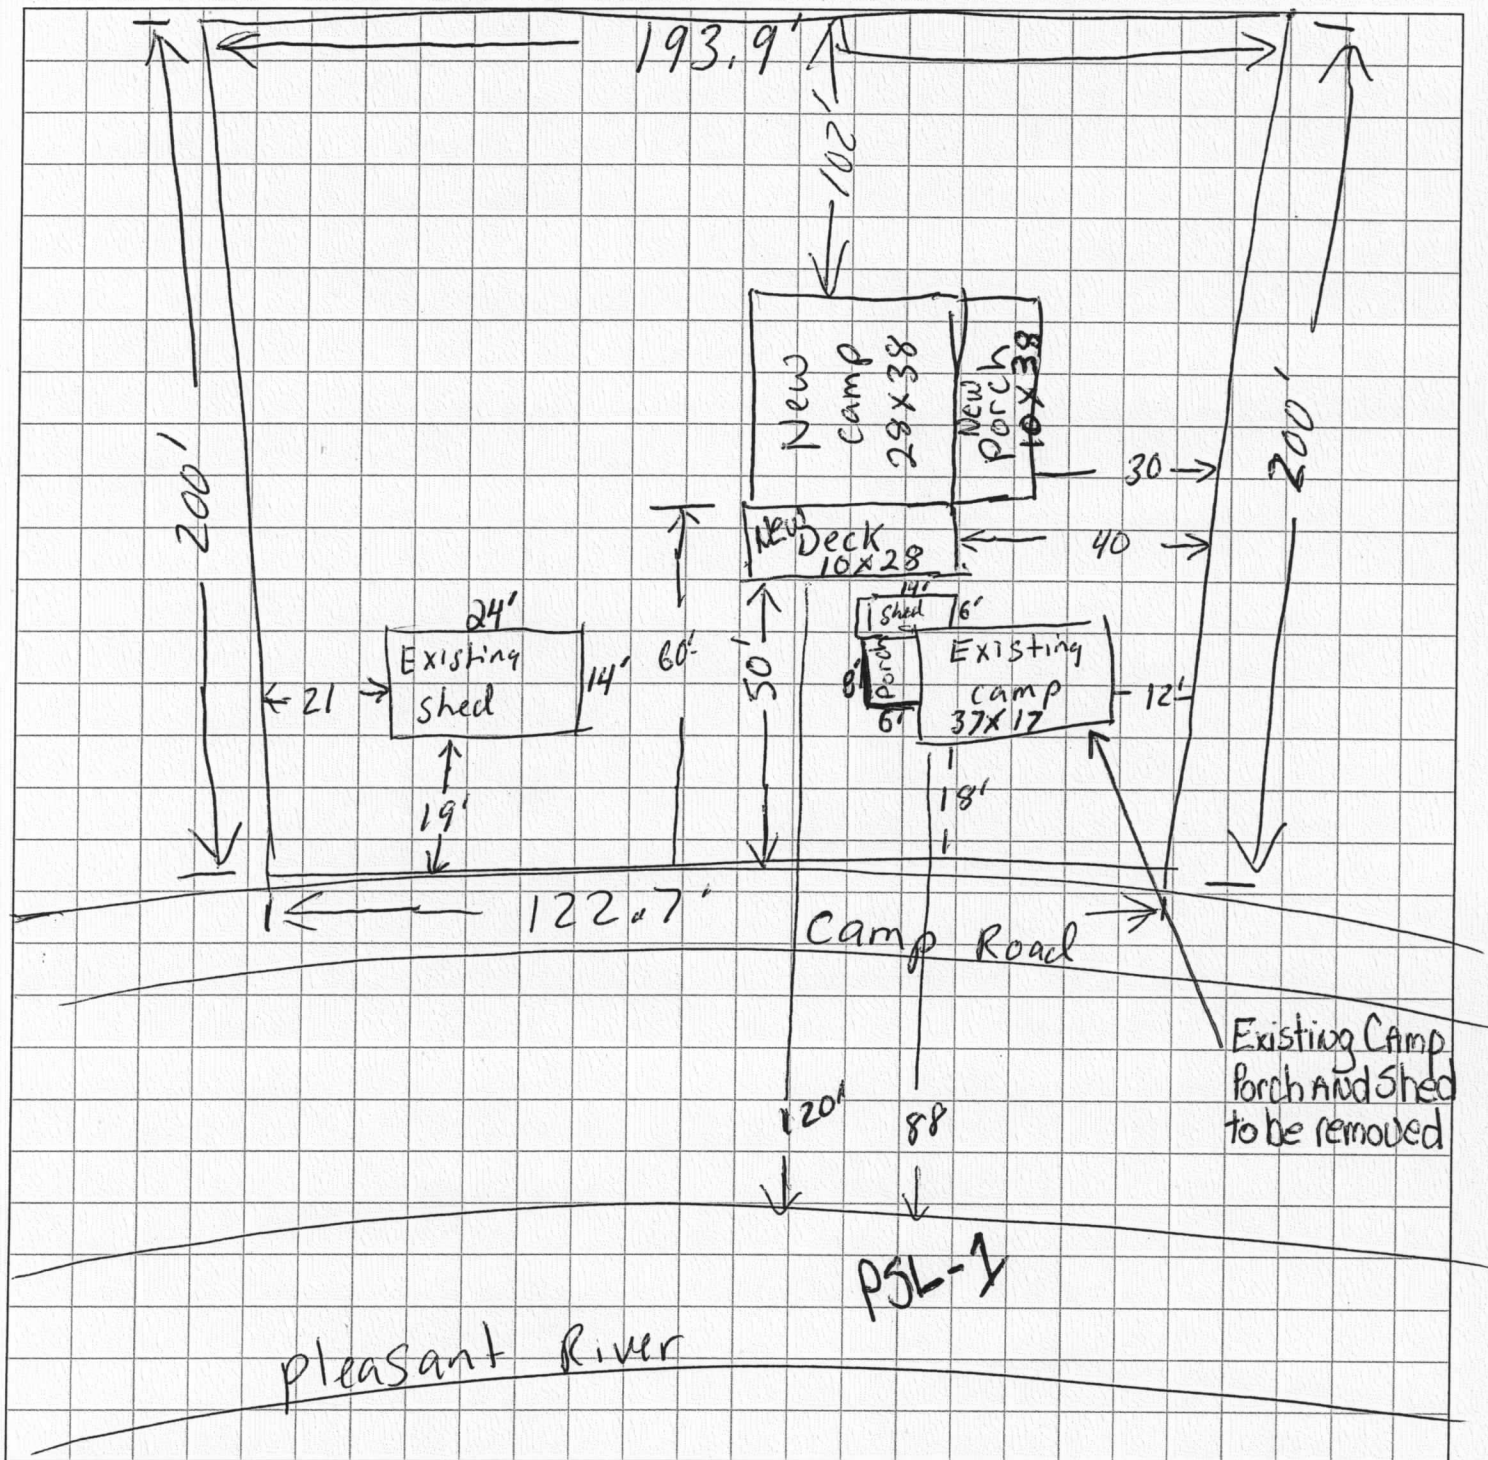 193.9'
102'
200'
200'
New
Camp
28X38
New
Porch
10X38
30
40
New Deck
10X28
14'
Shed 6'
24'
Existing
Shed
14'
21
19'
60'
50'
Porch
8'
6'
Existing
Camp
37X17
12'
18'
122.7'
Camp Road
Existing Camp
Porch And Shed
to be removed
120'
88
PSL-1
Pleasant River